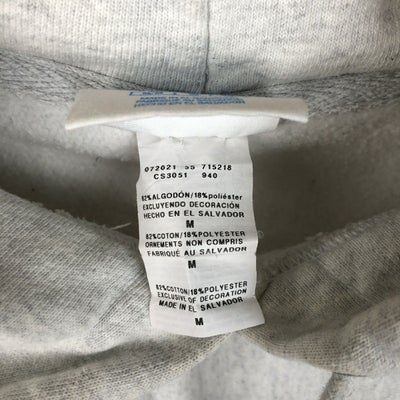 072021 55 715218
CS3051 940
82%ALGODÓN/18%poliéster
EXCLUYENDO DECORACIÓN
HECHO EN EL SALVADOR
M
82%COTON/18%POLYESTER
ORNEMENTS NON COMPRIS
FABRIQUÉ AU SALVADOR
M
82%COTTON/18%POLYESTER
EXCLUSIVE OF DECORATION
MADE IN EL SALVADOR
M